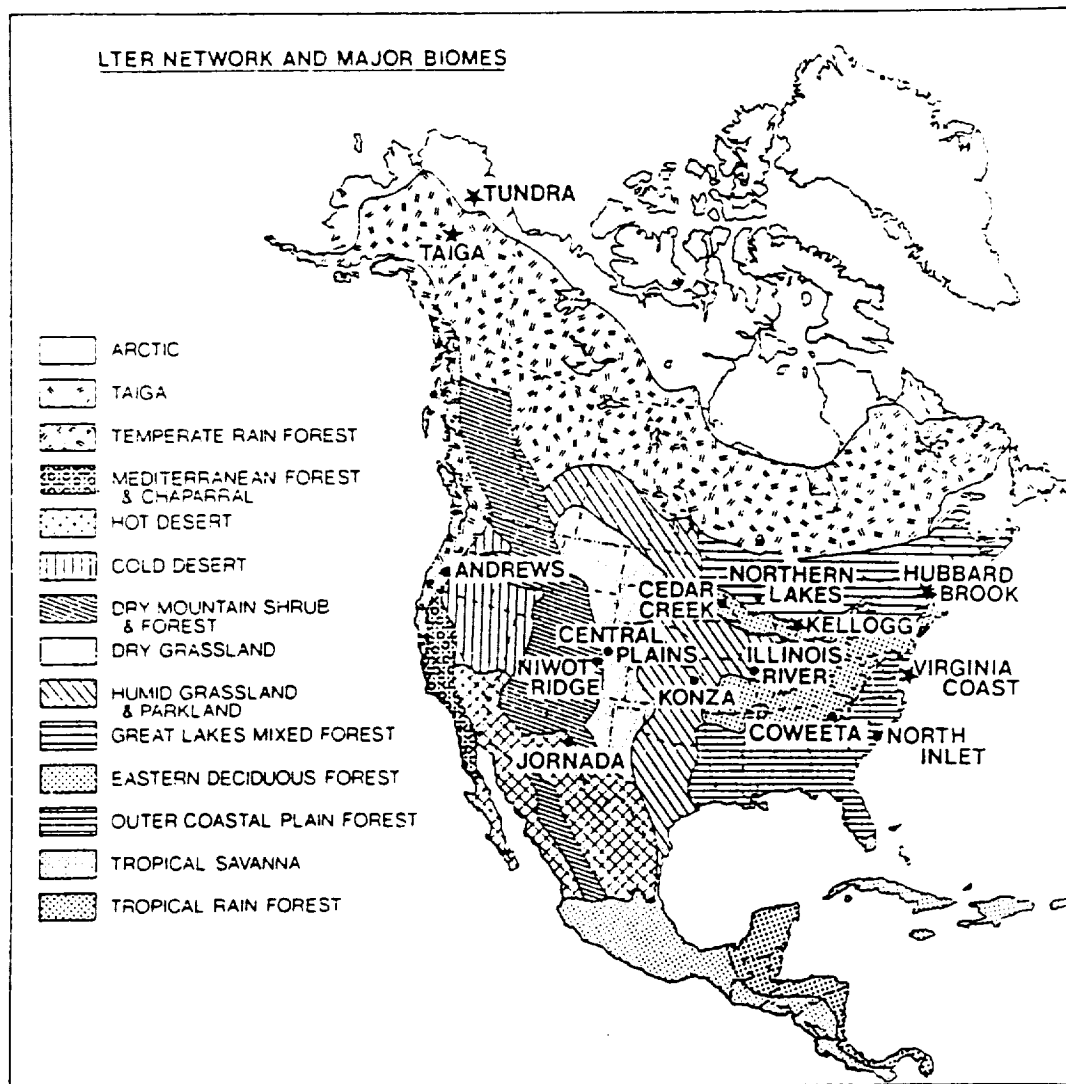 LTER NETWORK AND MAJOR BIOMES
TUNDRA
TAIGA
ARCTIC
TAIGA
TEMPERATE RAIN FOREST
MEDITERRANEAN FOREST
& CHAPARRAL
HOT DESERT
COLD DESERT
DRY MOUNTAIN SHRUB
& FOREST
DRY GRASSLAND
HUMID GRASSLAND
& PARKLAND
GREAT LAKES MIXED FOREST
EASTERN DECIDUOUS FOREST
OUTER COASTAL PLAIN FOREST
TROPICAL SAVANNA
TROPICAL RAIN FOREST
ANDREWS
CEDAR
CREEK
NORTHERN
LAKES
HUBBARD
BROOK
KELLOGG
CENTRAL
PLAINS
NIWOT
RIDGE
ILLINOIS
RIVER
KONZA
VIRGINIA
COAST
COWEETA
NORTH
INLET
JORNADA